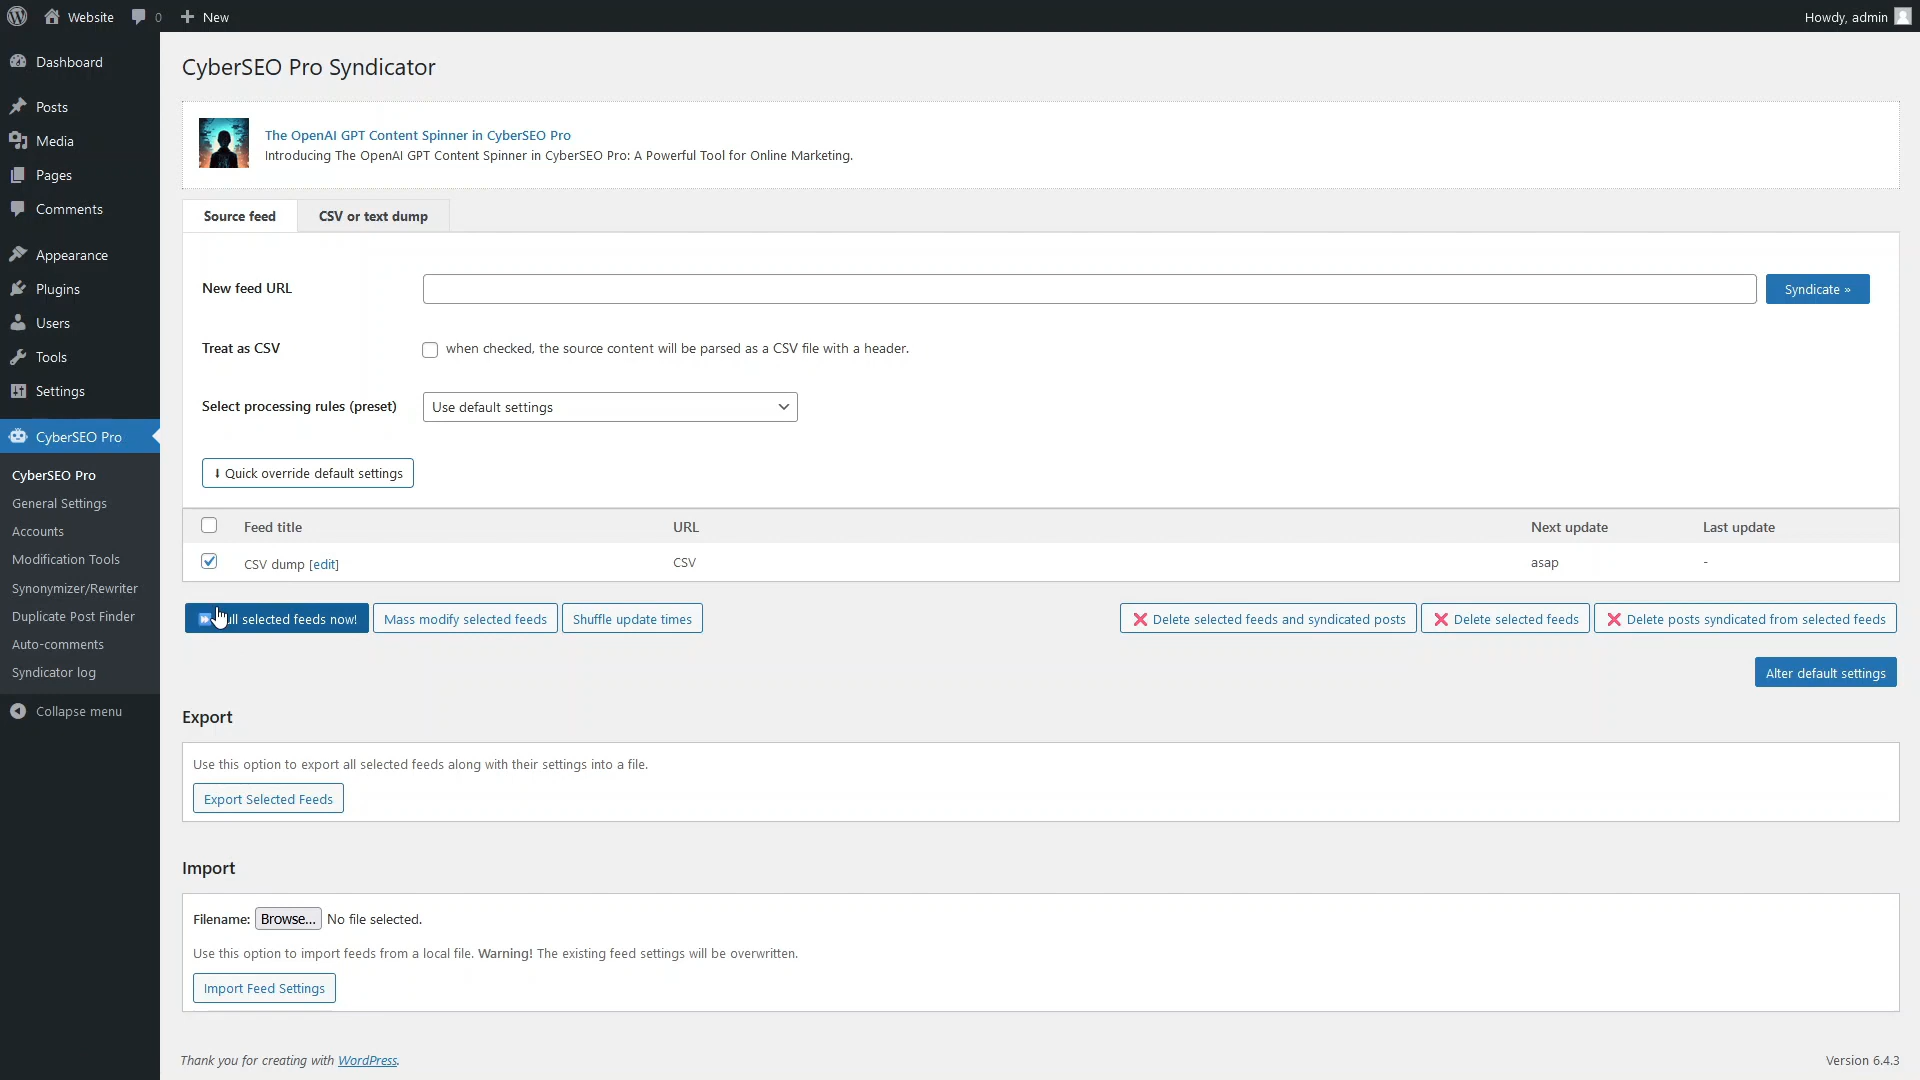 Website
0
New
Howdy, admin
Dashboard
Posts
Media
Pages
Comments
Appearance
Plugins
Users
Tools
Settings
CyberSEO Pro
CyberSEO Pro
General Settings
Accounts
Modification Tools
Synonymizer/Rewriter
Duplicate Post Finder
Auto-comments
Syndicator log
Collapse menu
CyberSEO Pro Syndicator
The OpenAI GPT Content Spinner in CyberSEO Pro
Introducing The OpenAI GPT Content Spinner in CyberSEO Pro: A Powerful Tool for Online Marketing.
Source feed
CSV or text dump
New feed URL
Syndicate »
Treat as CSV
when checked, the source content will be parsed as a CSV file with a header.
Select processing rules (preset)
Use default settings
⬇ Quick override default settings
Feed title
URL
Next update
Last update
CSV dump [edit]
CSV
asap
-
selected feeds now!
Mass modify selected feeds
Shuffle update times
Delete selected feeds and syndicated posts
Delete selected feeds
Delete posts syndicated from selected feeds
Alter default settings
Export
Use this option to export all selected feeds along with their settings into a file.
Export Selected Feeds
Import
Filename: Browse... No file selected.
Use this option to import feeds from a local file. Warning! The existing feed settings will be overwritten.
Import Feed Settings
Thank you for creating with WordPress.
Version 6.4.3